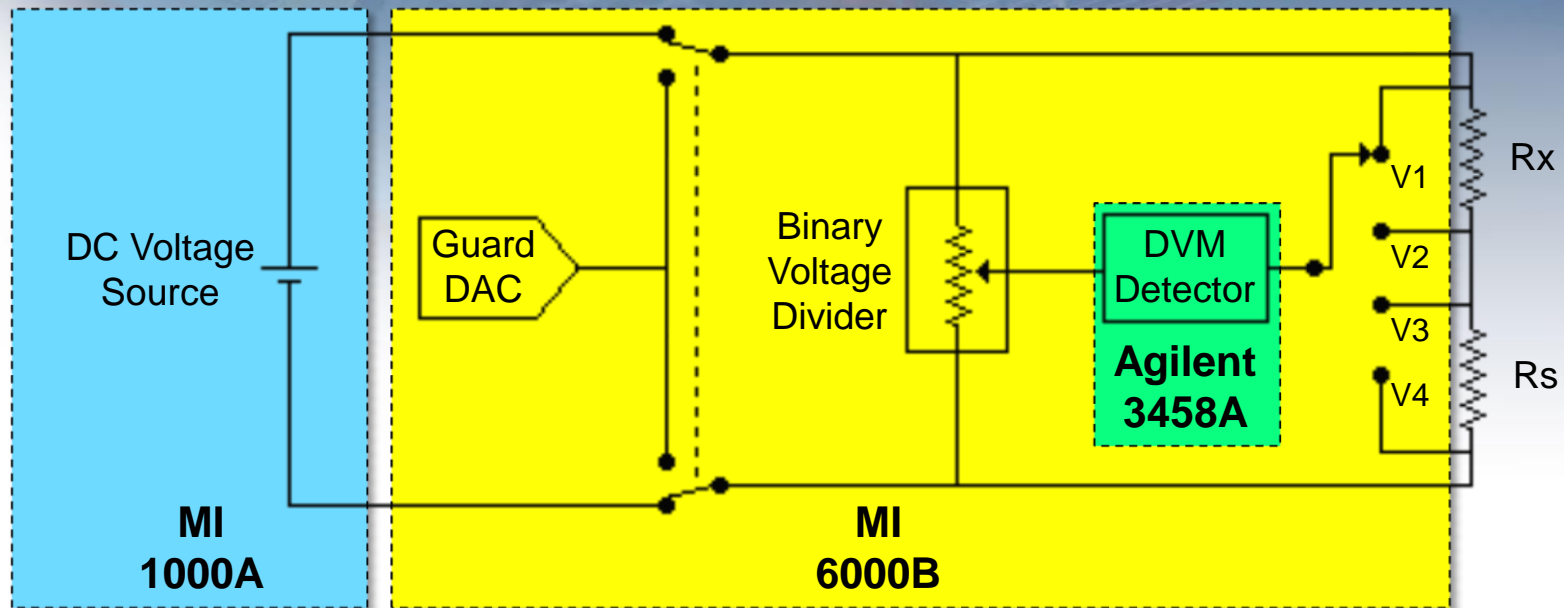 DC Voltage
Source
MI
1000A
Guard
DAC
Binary
Voltage
Divider
DVM
Detector
Agilent
3458A
MI
6000B
V1
V2
V3
V4
Rx
Rs